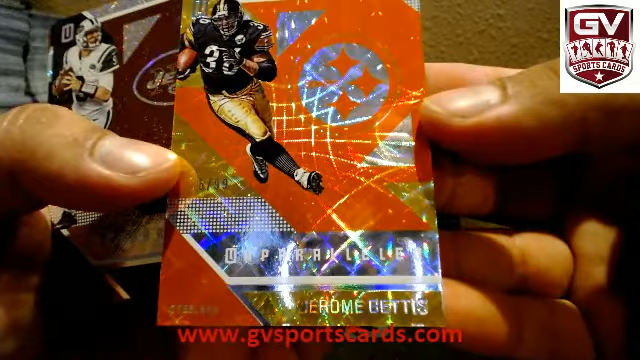 GV
SPORTS CARDS
36
UNPARALLELED
JEROME BETTIS
www.gvsportscards.com